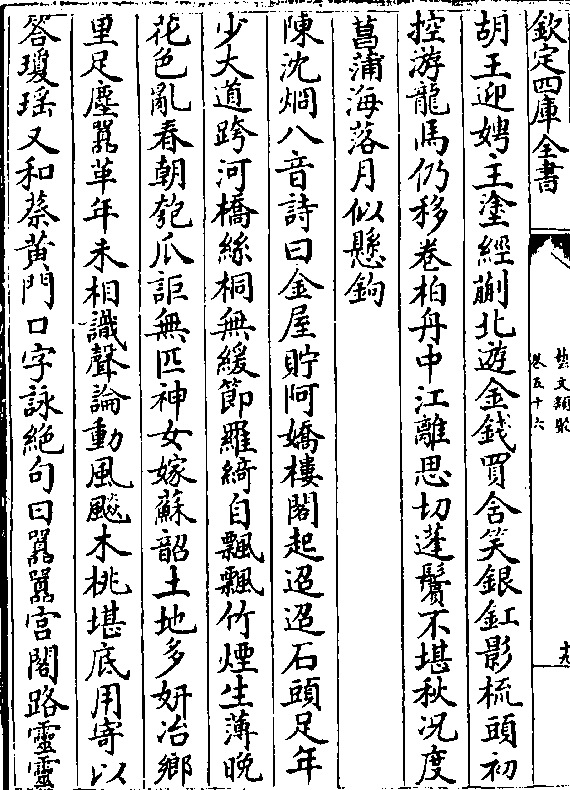 欽定四庫全書
藝文類聚
卷五十六
十九
胡王迎娉主塗經蒯北遊金錢買含笑銀釭影梳頭初
控游龍馬仍移卷柏舟中江離思切蓬鬢不堪秋況度
菖蒲海落月似懸鉤
陳沈炯八音詩曰金屋貯阿嬌樓閣起迢迢石頭足年
少大道跨河橋絲桐無緩節羅綺自飄飄竹煙生薄晚
花色亂春朝匏瓜詎無匹神女嫁蘇韶土地多妍冶鄉
里足塵囂革年未相識聲論動風飈木桃堪底用寄以
答瓊瑤又和蔡黃門口字詠絕句曰囂囂宫閣路靈靈